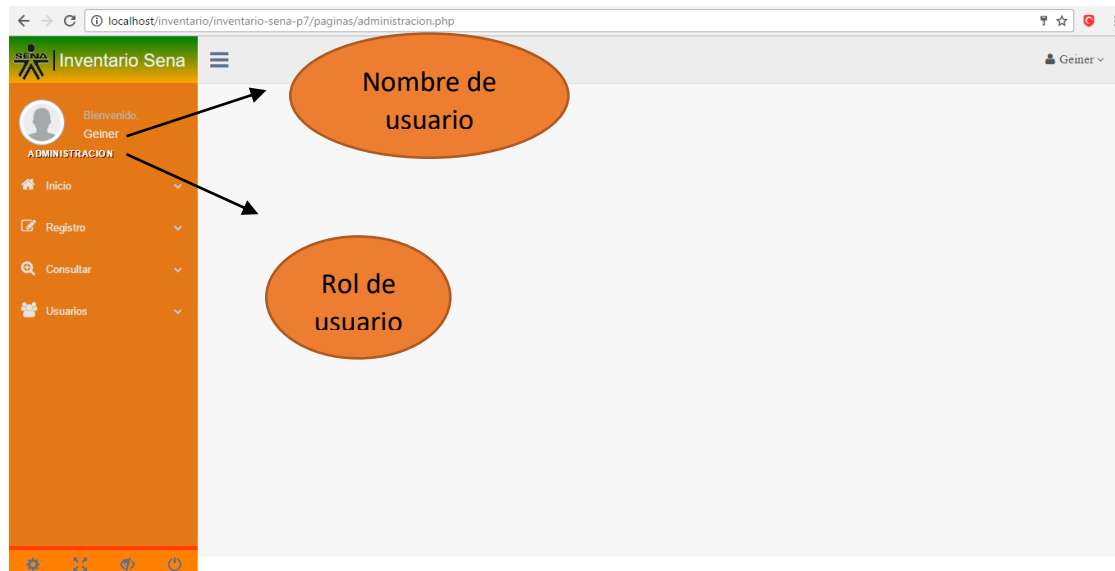 localhost/inventario/inventario-sena-p7/paginas/administracion.php
SENA
Inventario Sena
Geiner
Bienvenido,
Geiner
ADMINISTRACION
Nombre de
usuario
Inicio
Registro
Consultar
Usuarios
Rol de
usuario